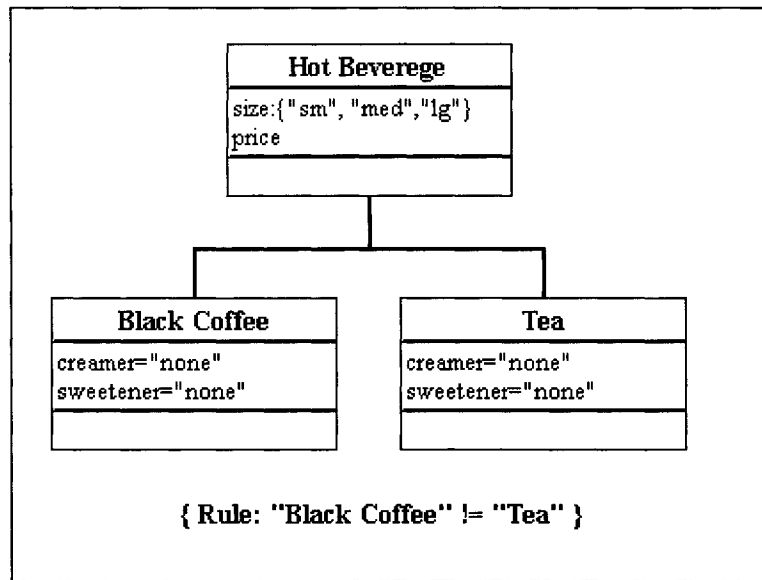 Hot Beverege
size:{"sm", "med","lg"}
price
Black Coffee
creamer="none"
sweetener="none"
Tea
creamer="none"
sweetener="none"
{ Rule: "Black Coffee" != "Tea" }